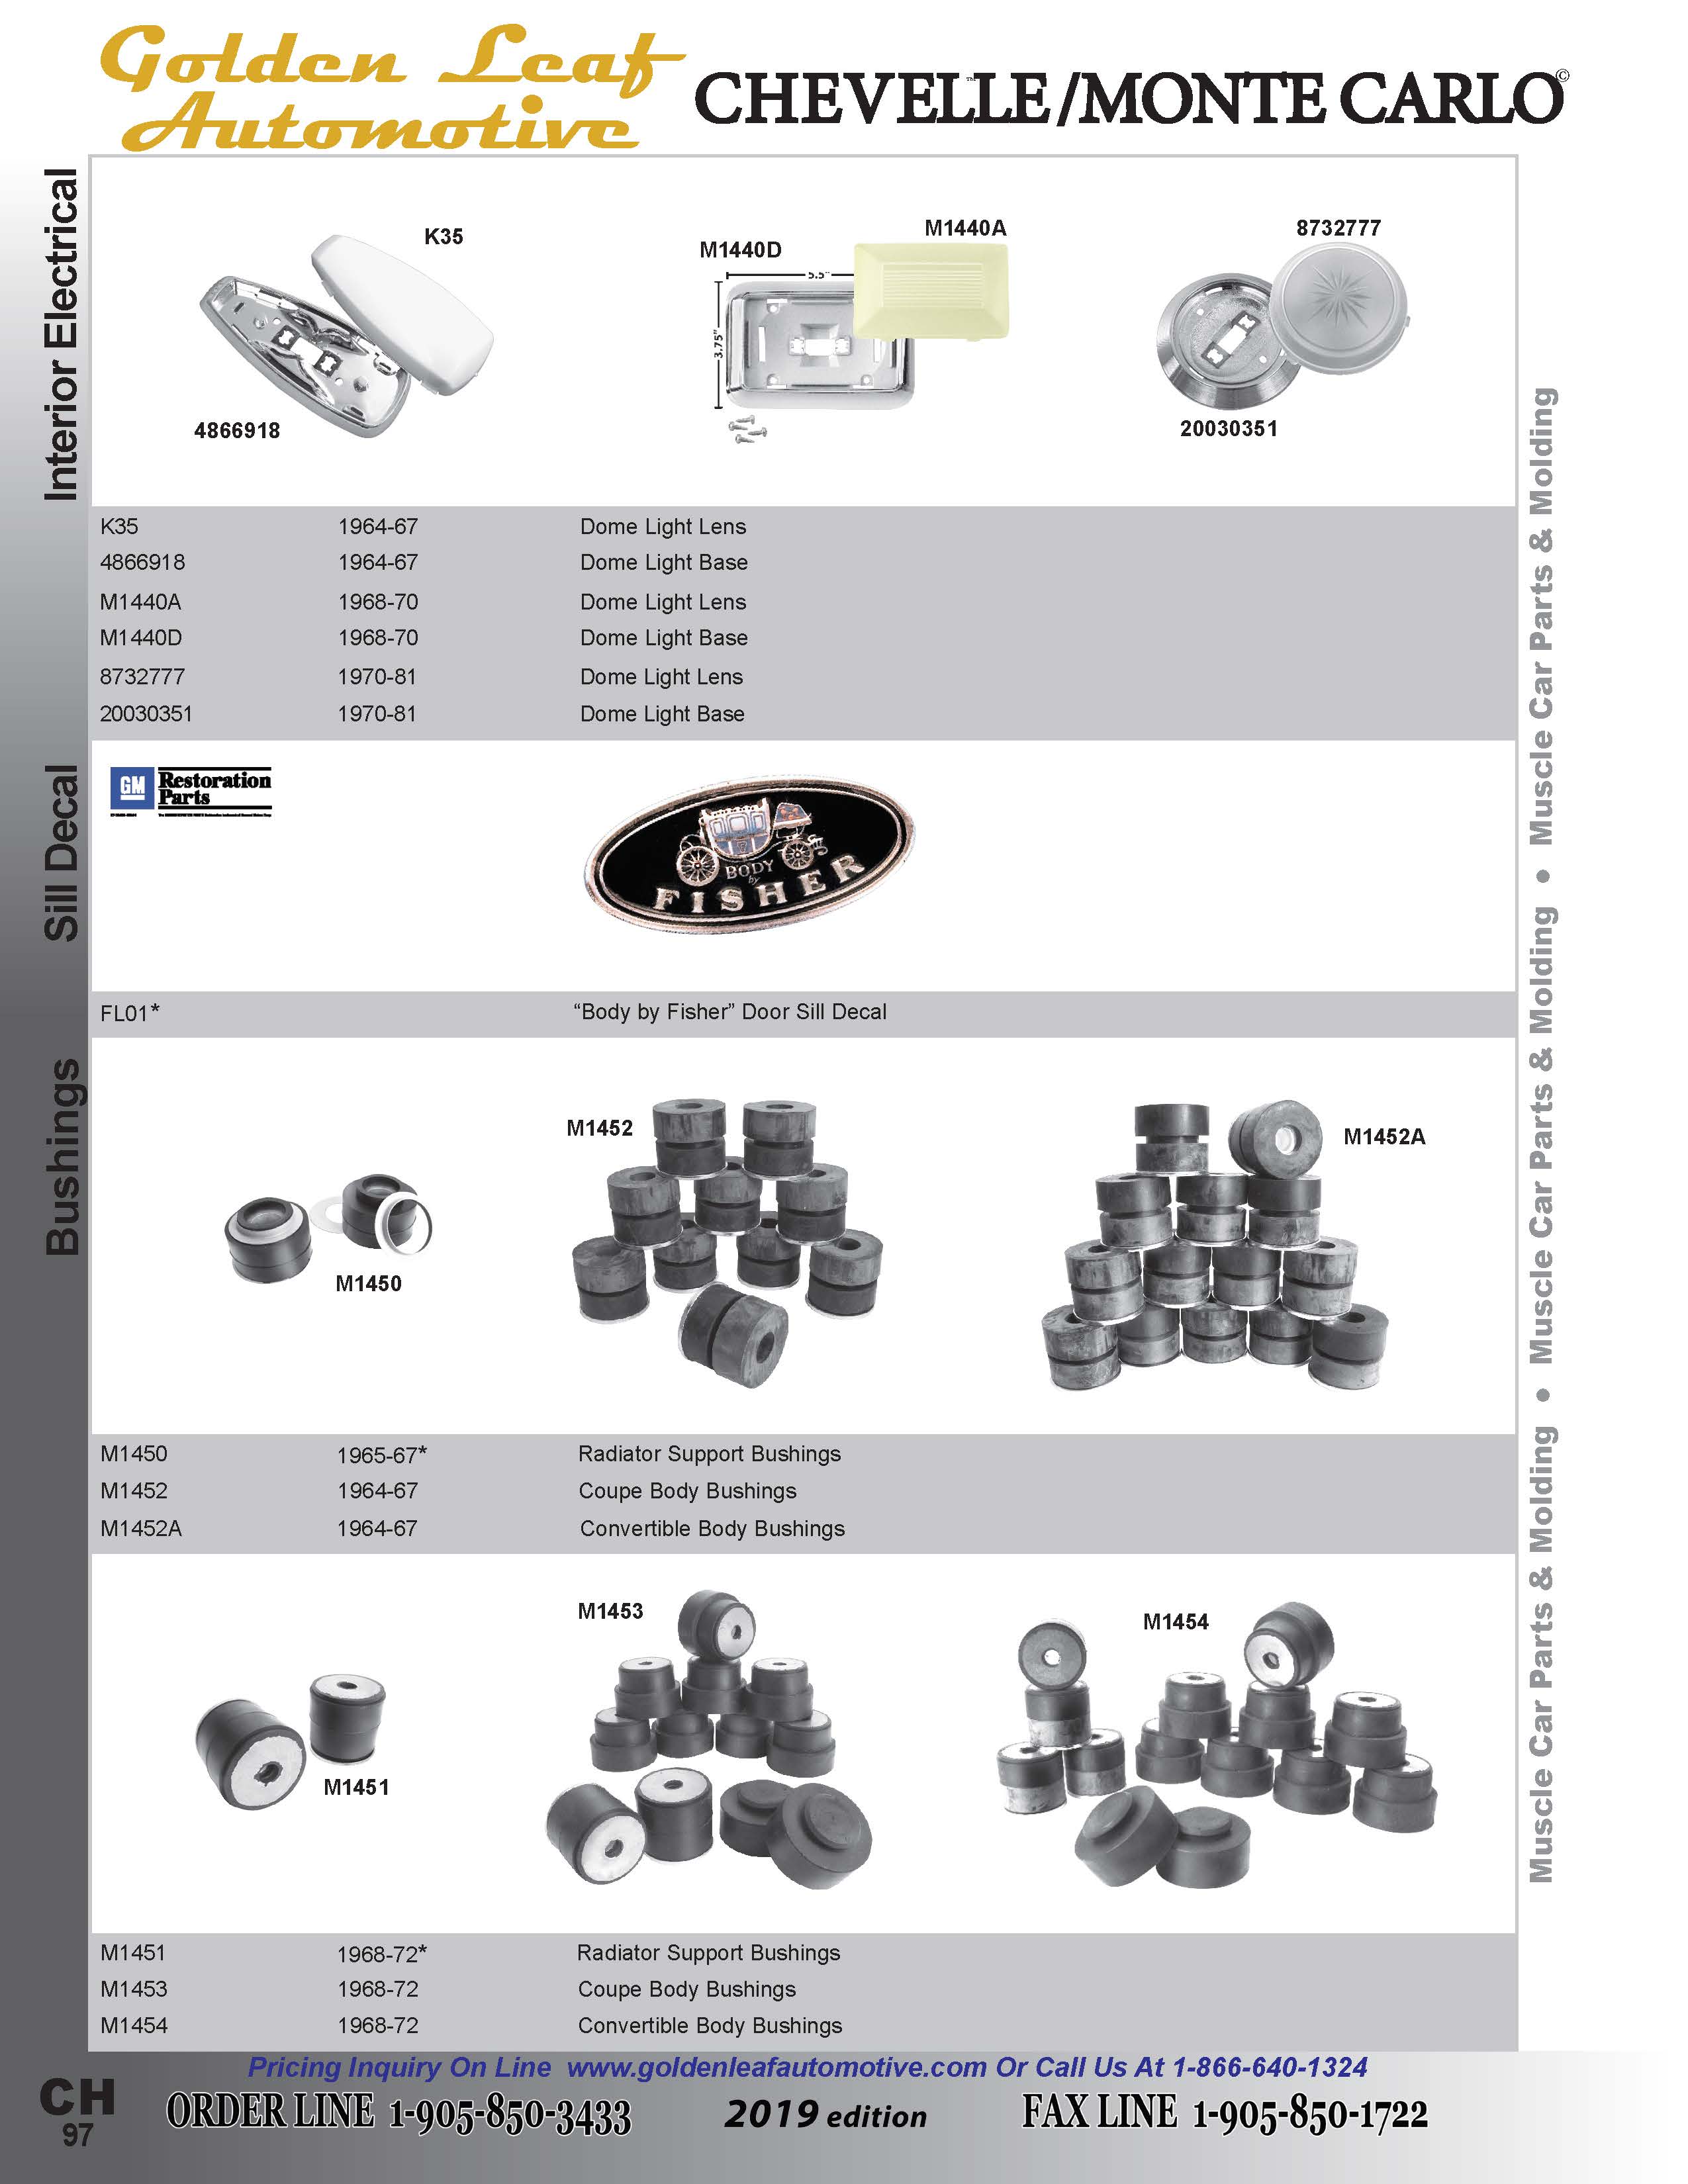 Golden Leaf
Automotive
CHEVELLE/MONTE CARLO©
™
Interior Electrical
K35
4866918
M1440D
M1440A
5.5"
3.75"
8732777
20030351
K35 1964-67 Dome Light Lens
4866918 1964-67 Dome Light Base
M1440A 1968-70 Dome Light Lens
M1440D 1968-70 Dome Light Base
8732777 1970-81 Dome Light Lens
20030351 1970-81 Dome Light Base
Sill Decal
GM Restoration
Parts
BODY
by
FISHER
FL01* “Body by Fisher” Door Sill Decal
Bushings
M1450
M1452
M1452A
M1450 1965-67* Radiator Support Bushings
M1452 1964-67 Coupe Body Bushings
M1452A 1964-67 Convertible Body Bushings
M1451
M1453
M1454
M1451 1968-72* Radiator Support Bushings
M1453 1968-72 Coupe Body Bushings
M1454 1968-72 Convertible Body Bushings
Muscle Car Parts & Molding • Muscle Car Parts & Molding • Muscle Car Parts & Molding
Pricing Inquiry On Line www.goldenleafautomotive.com Or Call Us At 1-866-640-1324
CH
97
ORDER LINE 1-905-850-3433
2019 edition
FAX LINE 1-905-850-1722